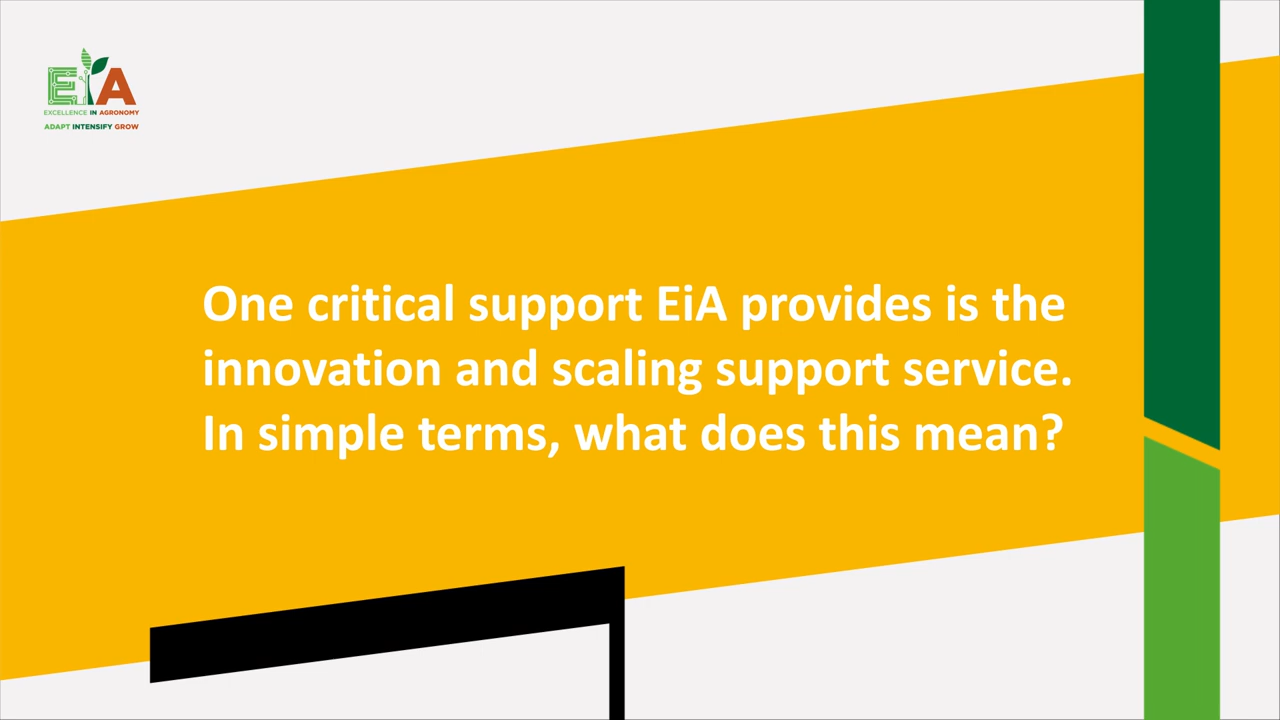 EiA
EXCELLENCE IN AGRONOMY
ADAPT INTENSIFY GROW
One critical support EiA provides is the
innovation and scaling support service.
In simple terms, what does this mean?